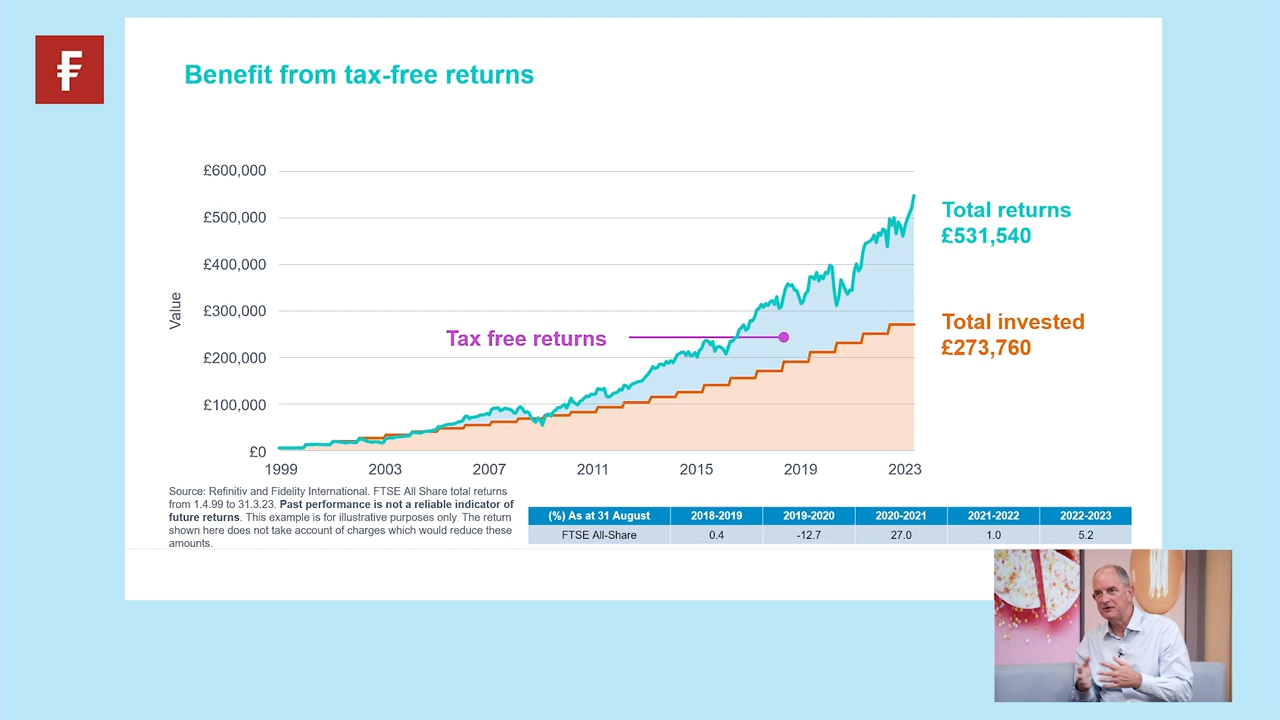 Benefit from tax-free returns
£600,000
£500,000
£400,000
£300,000
£200,000
£100,000
£0
Value
Tax free returns
Total returns
£531,540
Total invested
£273,760
1999 2003 2007 2011 2015 2019 2023
Source: Refinitiv and Fidelity International. FTSE All Share total returns
from 1.4.99 to 31.3.23. Past performance is not a reliable indicator of
future returns. This example is for illustrative purposes only. The return
shown here does not take account of charges which would reduce these
amounts.
(%) As at 31 August 2018-2019 2019-2020 2020-2021 2021-2022 2022-2023
FTSE All-Share 0.4 -12.7 27.0 1.0 5.2